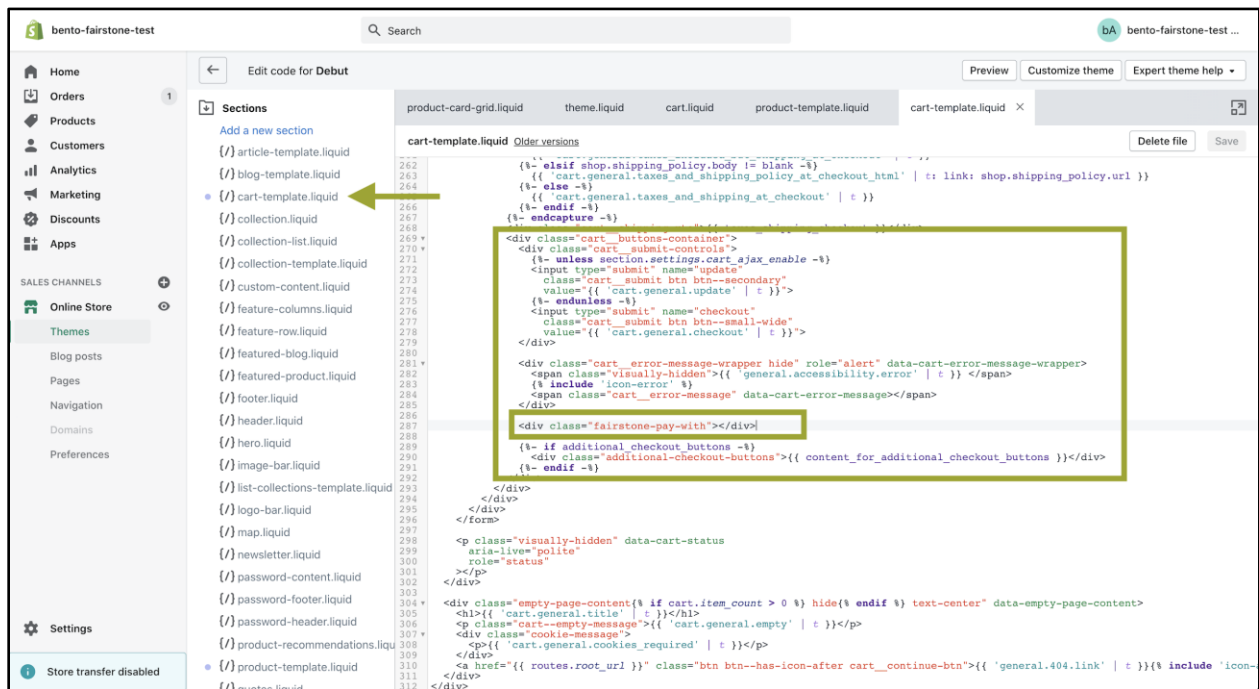 bento-fairstone-test
Search
bA bento-fairstone-test ...
Home
Orders 1
Products
Customers
Analytics
Marketing
Discounts
Apps
SALES CHANNELS
Online Store
Themes
Blog posts
Pages
Navigation
Domains
Preferences
Settings
Store transfer disabled
Edit code for Debut
Preview
Customize theme
Expert theme help
Sections
Add a new section
{/} article-template.liquid
{/} blog-template.liquid
{/} cart-template.liquid
{/} collection.liquid
{/} collection-list.liquid
{/} collection-template.liquid
{/} custom-content.liquid
{/} feature-columns.liquid
{/} feature-row.liquid
{/} featured-blog.liquid
{/} featured-product.liquid
{/} footer.liquid
{/} header.liquid
{/} hero.liquid
{/} image-bar.liquid
{/} list-collections-template.liquid
{/} logo-bar.liquid
{/} map.liquid
{/} newsletter.liquid
{/} password-content.liquid
{/} password-footer.liquid
{/} password-header.liquid
{/} product-recommendations.liqu
{/} product-template.liquid
{/} quotes.liquid
product-card-grid.liquid
theme.liquid
cart.liquid
product-template.liquid
cart-template.liquid ×
cart-template.liquid Older versions
Delete file
Save
262 {%- elsif shop.shipping_policy.body != blank -%}
263 {{ 'cart.general.taxes_and_shipping_policy_at_checkout_html' | t: link: shop.shipping_policy.url }}
264 {%- else -%}
265 {{ 'cart.general.taxes_and_shipping_at_checkout' | t }}
266 {%- endif -%}
267 {%- endcapture -%}
268
269 <div class="cart__buttons-container">
270 <div class="cart__submit-controls">
271 {%- unless section.settings.cart_ajax_enable -%}
272 <input type="submit" name="update"
273 class="cart__submit btn btn--secondary"
274 value="{{ 'cart.general.update' | t }}">
275 {%- endunless -%}
276 <input type="submit" name="checkout"
277 class="cart__submit btn btn--small-wide"
278 value="{{ 'cart.general.checkout' | t }}">
279 </div>
280
281 <div class="cart__error-message-wrapper hide" role="alert" data-cart-error-message-wrapper>
282 <span class="visually-hidden">{{ 'general.accessibility.error' | t }} </span>
283 {% include 'icon-error' %}
284 <span class="cart__error-message" data-cart-error-message></span>
285 </div>
286
287 <div class="fairstone-pay-with"></div>
288
289 {%- if additional_checkout_buttons -%}
290 <div class="additional-checkout-buttons">{{ content_for_additional_checkout_buttons }}</div>
291 {%- endif -%}
292
293 </div>
294 </div>
295 </div>
296 </form>
297
298 <p class="visually-hidden" data-cart-status
299 aria-live="polite"
300 role="status"
301 ></p>
302 </div>
303
304 <div class="empty-page-content{% if cart.item_count > 0 %} hide{% endif %} text-center" data-empty-page-content>
305 <h1>{{ 'cart.general.title' | t }}</h1>
306 <p class="cart--empty-message">{{ 'cart.general.empty' | t }}</p>
307 <div class="cookie-message">
308 <p>{{ 'cart.general.cookies_required' | t }}</p>
309 </div>
310 <a href="{{ routes.root_url }}" class="btn btn--has-icon-after cart__continue-btn">{{ 'general.404.link' | t }}{% include 'icon-
311 </div>
312 </div>